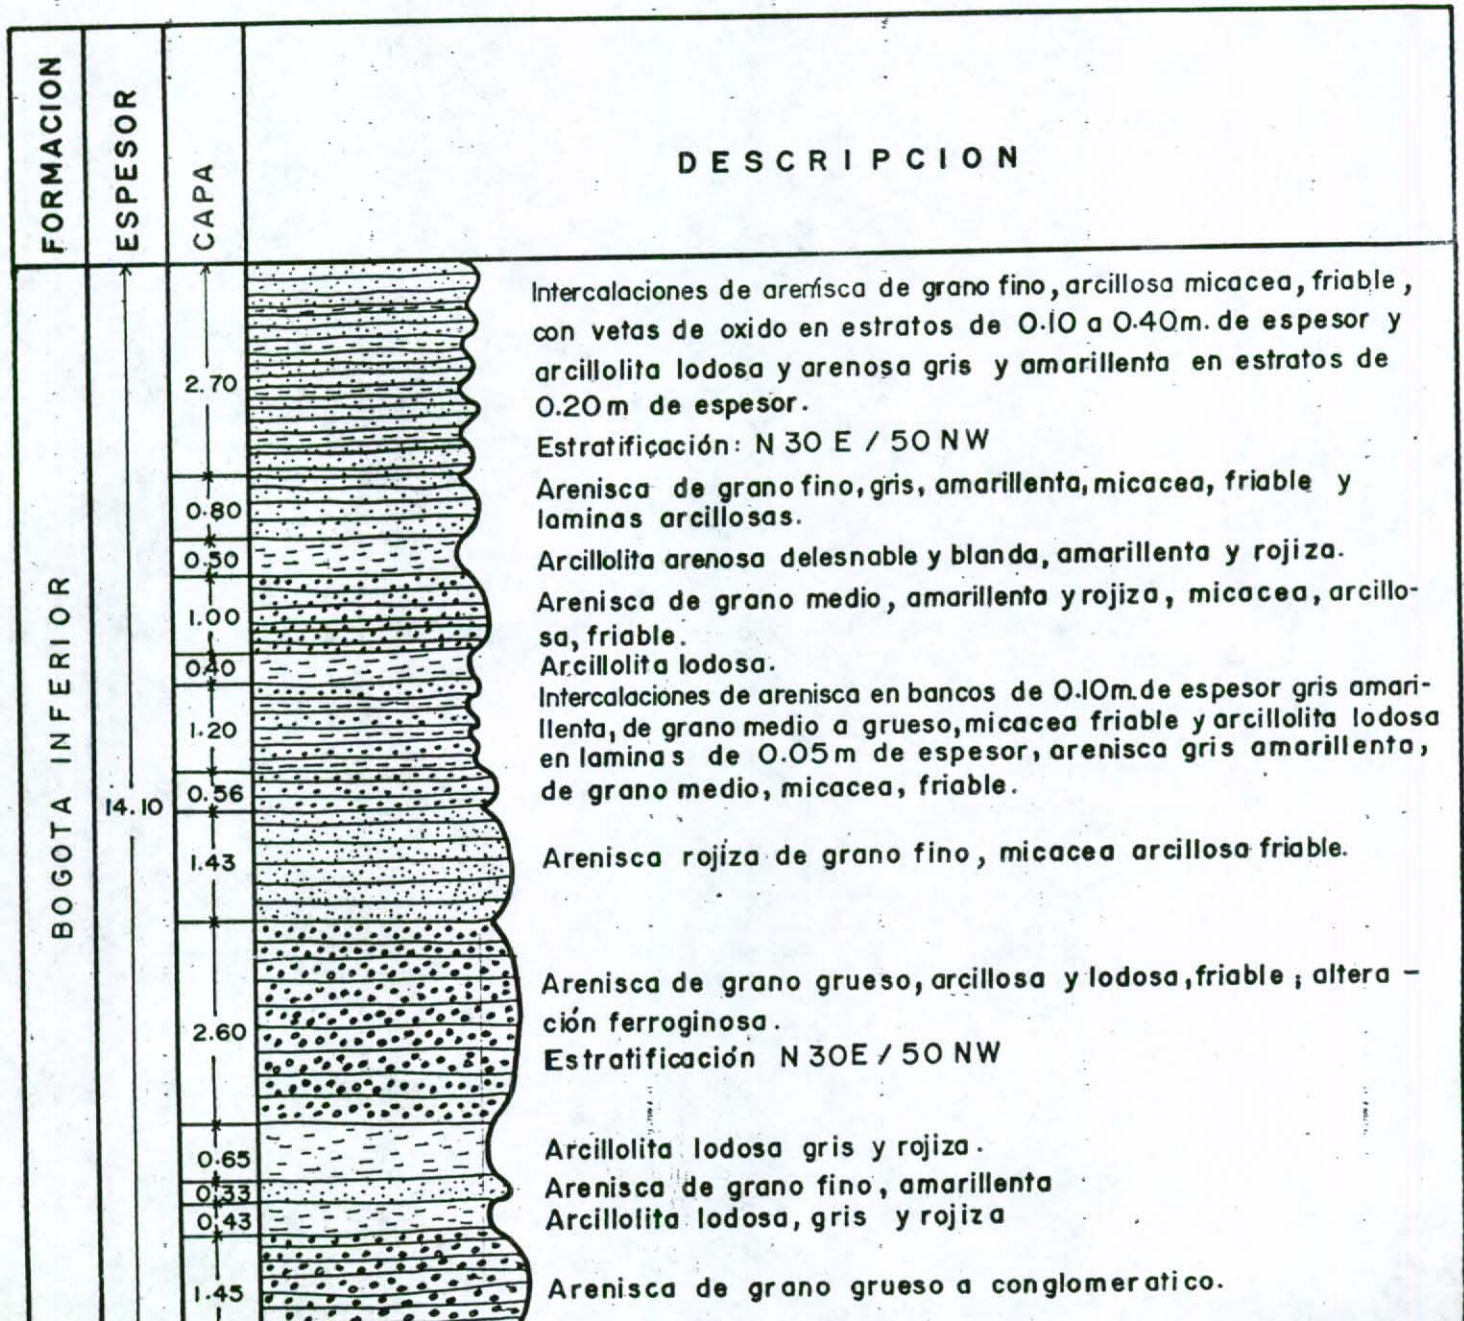 FORMACION
ESPESOR
CAPA
DESCRIPCION
BOGOTA INFERIOR
14.10
2.70
Intercalaciones de arenisca de grano fino, arcillosa micacea, friable,
con vetas de oxido en estratos de 0.10 a 0.40m. de espesor y
arcillolita lodosa y arenosa gris y amarillenta en estratos de
0.20 m de espesor.
Estratificación: N 30 E / 50 NW
0.80
Arenisca de grano fino, gris, amarillenta, micacea, friable y
laminas arcillosas.
0.50
Arcillolita arenosa delesnable y blanda, amarillenta y rojiza.
1.00
Arenisca de grano medio, amarillenta y rojiza, micacea, arcillo-
sa, friable.
0.40
Arcillolita lodosa.
1.20
Intercalaciones de arenisca en bancos de 0.10m. de espesor gris amari-
llenta, de grano medio a grueso, micacea friable y arcillolita lodosa
en laminas de 0.05 m de espesor, arenisca gris amarillenta,
0.56
de grano medio, micacea, friable.
1.43
Arenisca rojiza de grano fino, micacea arcillosa friable.
2.60
Arenisca de grano grueso, arcillosa y lodosa, friable; altera-
ción ferroginosa.
Estratificación N 30E / 50 NW
0.65
Arcillolita lodosa gris y rojiza.
0.33
Arenisca de grano fino, amarillenta
0.43
Arcillolita lodosa, gris y rojiza
1.45
Arenisca de grano grueso a conglomeratico.